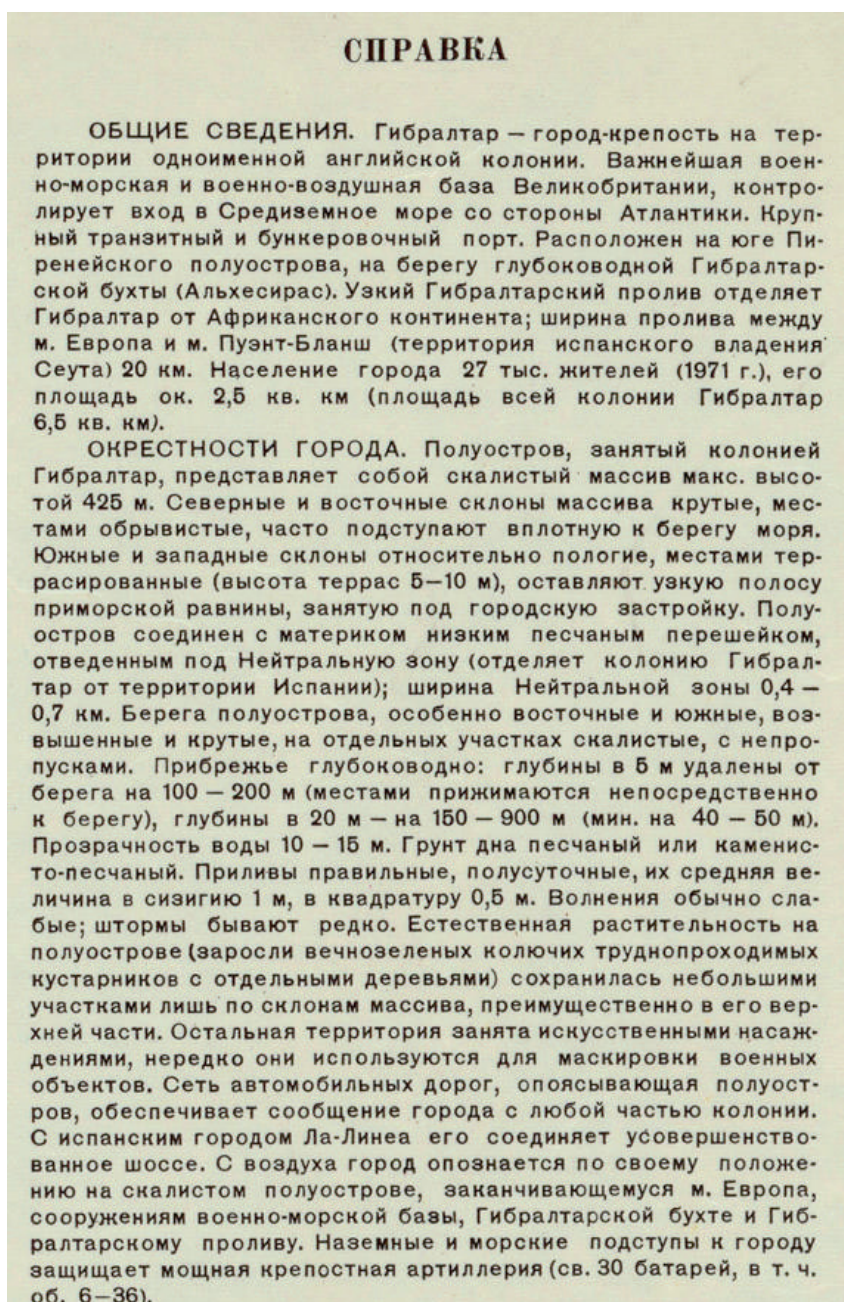 СПРАВКА
ОБЩИЕ СВЕДЕНИЯ. Гибралтар — город-крепость на тер-
ритории одноименной английской колонии. Важнейшая воен-
но-морская и военно-воздушная база Великобритании, контро-
лирует вход в Средиземное море со стороны Атлантики. Круп-
ный транзитный и бункеровочный порт. Расположен на юге Пи-
ренейского полуострова, на берегу глубоководной Гибралтар-
ской бухты (Альхесирас). Узкий Гибралтарский пролив отделяет
Гибралтар от Африканского континента; ширина пролива между
м. Европа и м. Пуэнт-Бланш (территория испанского владения
Сеута) 20 км. Население города 27 тыс. жителей (1971 г.), его
площадь ок. 2,5 кв. км (площадь всей колонии Гибралтар
6,5 кв. км).
ОКРЕСТНОСТИ ГОРОДА. Полуостров, занятый колонией
Гибралтар, представляет собой скалистый массив макс. высо-
той 425 м. Северные и восточные склоны массива крутые, мес-
тами обрывистые, часто подступают вплотную к берегу моря.
Южные и западные склоны относительно пологие, местами тер-
расированные (высота террас 5—10 м), оставляют узкую полосу
приморской равнины, занятую под городскую застройку. Полу-
остров соединен с материком низким песчаным перешейком,
отведенным под Нейтральную зону (отделяет колонию Гибрал-
тар от территории Испании); ширина Нейтральной зоны 0,4 —
0,7 км. Берега полуострова, особенно восточные и южные, воз-
вышенные и крутые, на отдельных участках скалистые, с непро-
пусками. Прибрежье глубоководно: глубины в 5 м удалены от
берега на 100 — 200 м (местами прижимаются непосредственно
к берегу), глубины в 20 м — на 150 — 900 м (мин. на 40 — 50 м).
Прозрачность воды 10 — 15 м. Грунт дна песчаный или каменис-
то-песчаный. Приливы правильные, полусуточные, их средняя ве-
личина в сизигию 1 м, в квадратуру 0,5 м. Волнения обычно сла-
бые; штормы бывают редко. Естественная растительность на
полуострове (заросли вечнозеленых колючих труднопроходимых
кустарников с отдельными деревьями) сохранилась небольшими
участками лишь по склонам массива, преимущественно в его вер-
хней части. Остальная территория занята искусственными насаж-
дениями, нередко они используются для маскировки военных
объектов. Сеть автомобильных дорог, опоясывающая полуост-
ров, обеспечивает сообщение города с любой частью колонии.
С испанским городом Ла-Линеа его соединяет усовершенство-
ванное шоссе. С воздуха город опознается по своему положе-
нию на скалистом полуострове, заканчивающемуся м. Европа,
сооружениям военно-морской базы, Гибралтарской бухте и Гиб-
ралтарскому проливу. Наземные и морские подступы к городу
защищает мощная крепостная артиллерия (св. 30 батарей, в т. ч.
об. 6—36).